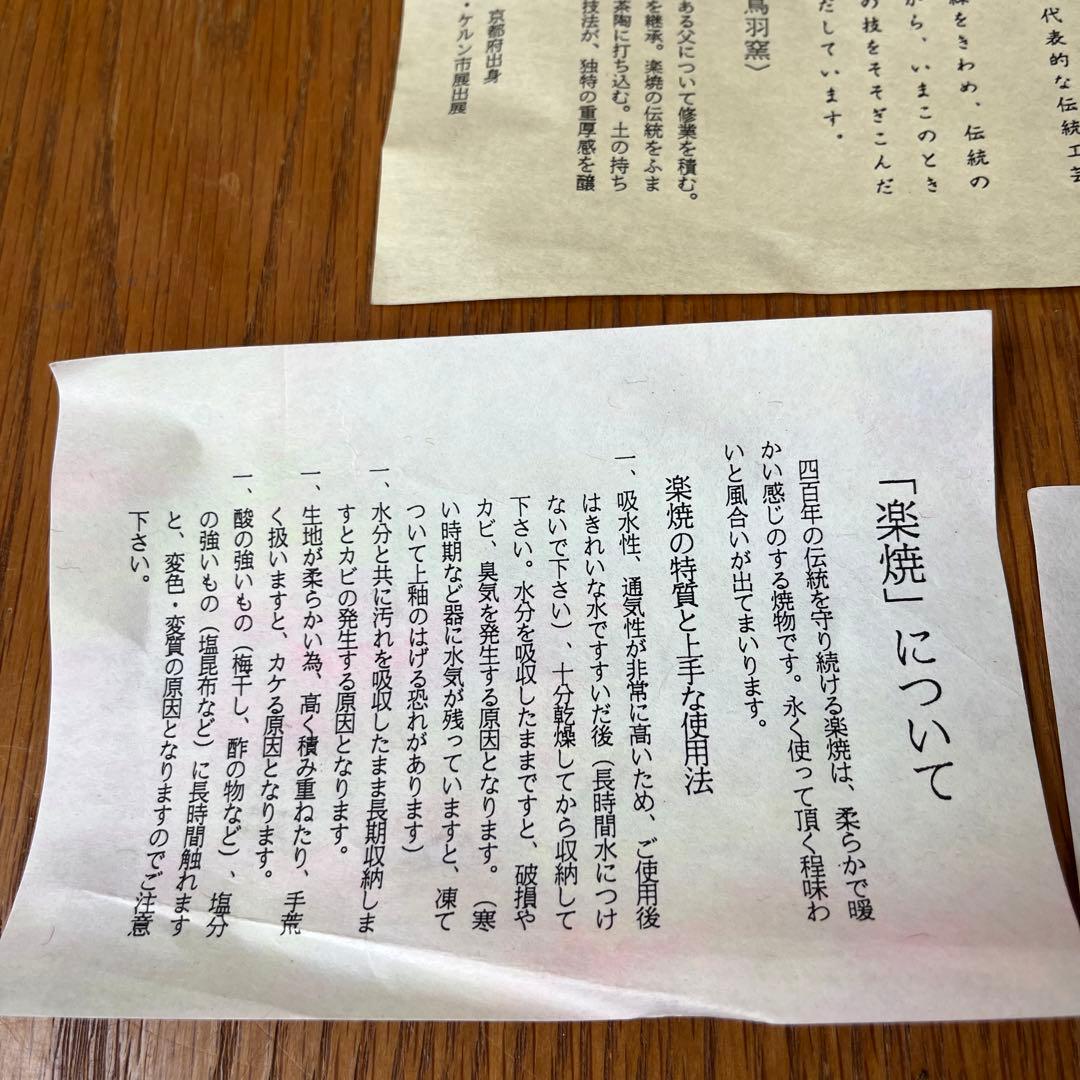 代表的な伝統工芸
線をきわめ、伝統の
から、いまこのとき
の技をそそぎこんだ
だしています。
鳥羽窯〉
ある父について修業を積む。
を継承。楽焼の伝統をふま
茶陶に打ち込む。土の持ち
技法が、独特の重厚感を醸
京都府出身
・ケルン市展出展
「楽焼」について
四百年の伝統を守り続ける楽焼は、柔らかで暖
かい感じのする焼物です。永く使って頂く程味わ
いと風合いが出てまいります。
楽焼の特質と上手な使用法
一、吸水性、通気性が非常に高いため、ご使用後
はきれいな水ですすいだ後（長時間水につけ
ないで下さい）、十分乾燥してから収納して
下さい。水分を吸収したままですと、破損や
カビ、臭気を発生する原因となります。（寒
い時期など器に水気が残っていますと、凍て
ついて上釉のはげる恐れがあります）
一、水分と共に汚れを吸収したまま長期収納しま
すとカビの発生する原因となります。
一、生地が柔らかい為、高く積み重ねたり、手荒
く扱いますと、カケる原因となります。
一、酸の強いもの（梅干し、酢の物など）、塩分
の強いもの（塩昆布など）に長時間触れます
と、変色・変質の原因となりますのでご注意
下さい。